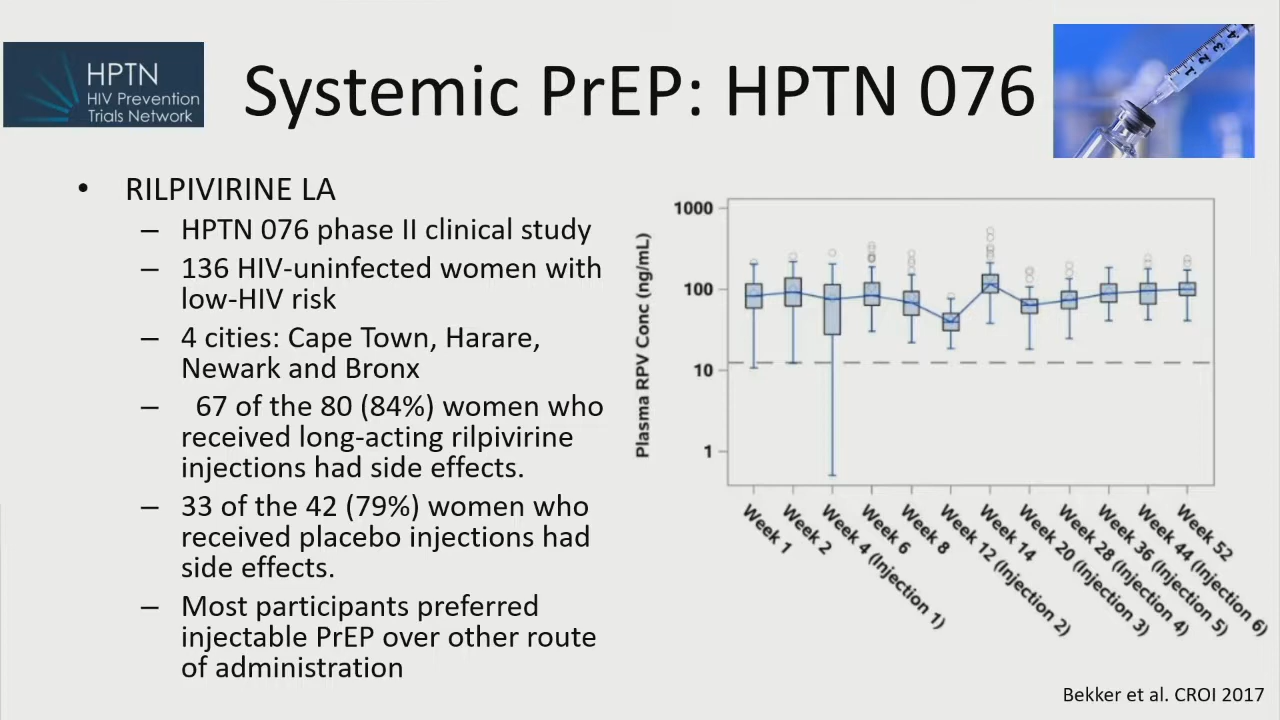 HPTN
HIV Prevention
Trials Network
Systemic PrEP: HPTN 076
1 2 3 4
• RILPIVIRINE LA
– HPTN 076 phase II clinical study
– 136 HIV-uninfected women with
low-HIV risk
– 4 cities: Cape Town, Harare,
Newark and Bronx
– 67 of the 80 (84%) women who
received long-acting rilpivirine
injections had side effects.
– 33 of the 42 (79%) women who
received placebo injections had
side effects.
– Most participants preferred
injectable PrEP over other route
of administration
Plasma RPV Conc (ng/mL)
1000
100
10
1
Week 1
Week 2
Week 4 (Injection 1)
Week 6
Week 8
Week 12 (Injection 2)
Week 14
Week 20 (Injection 3)
Week 28 (Injection 4)
Week 36 (Injection 5)
Week 44 (Injection 6)
Week 52
Bekker et al. CROI 2017